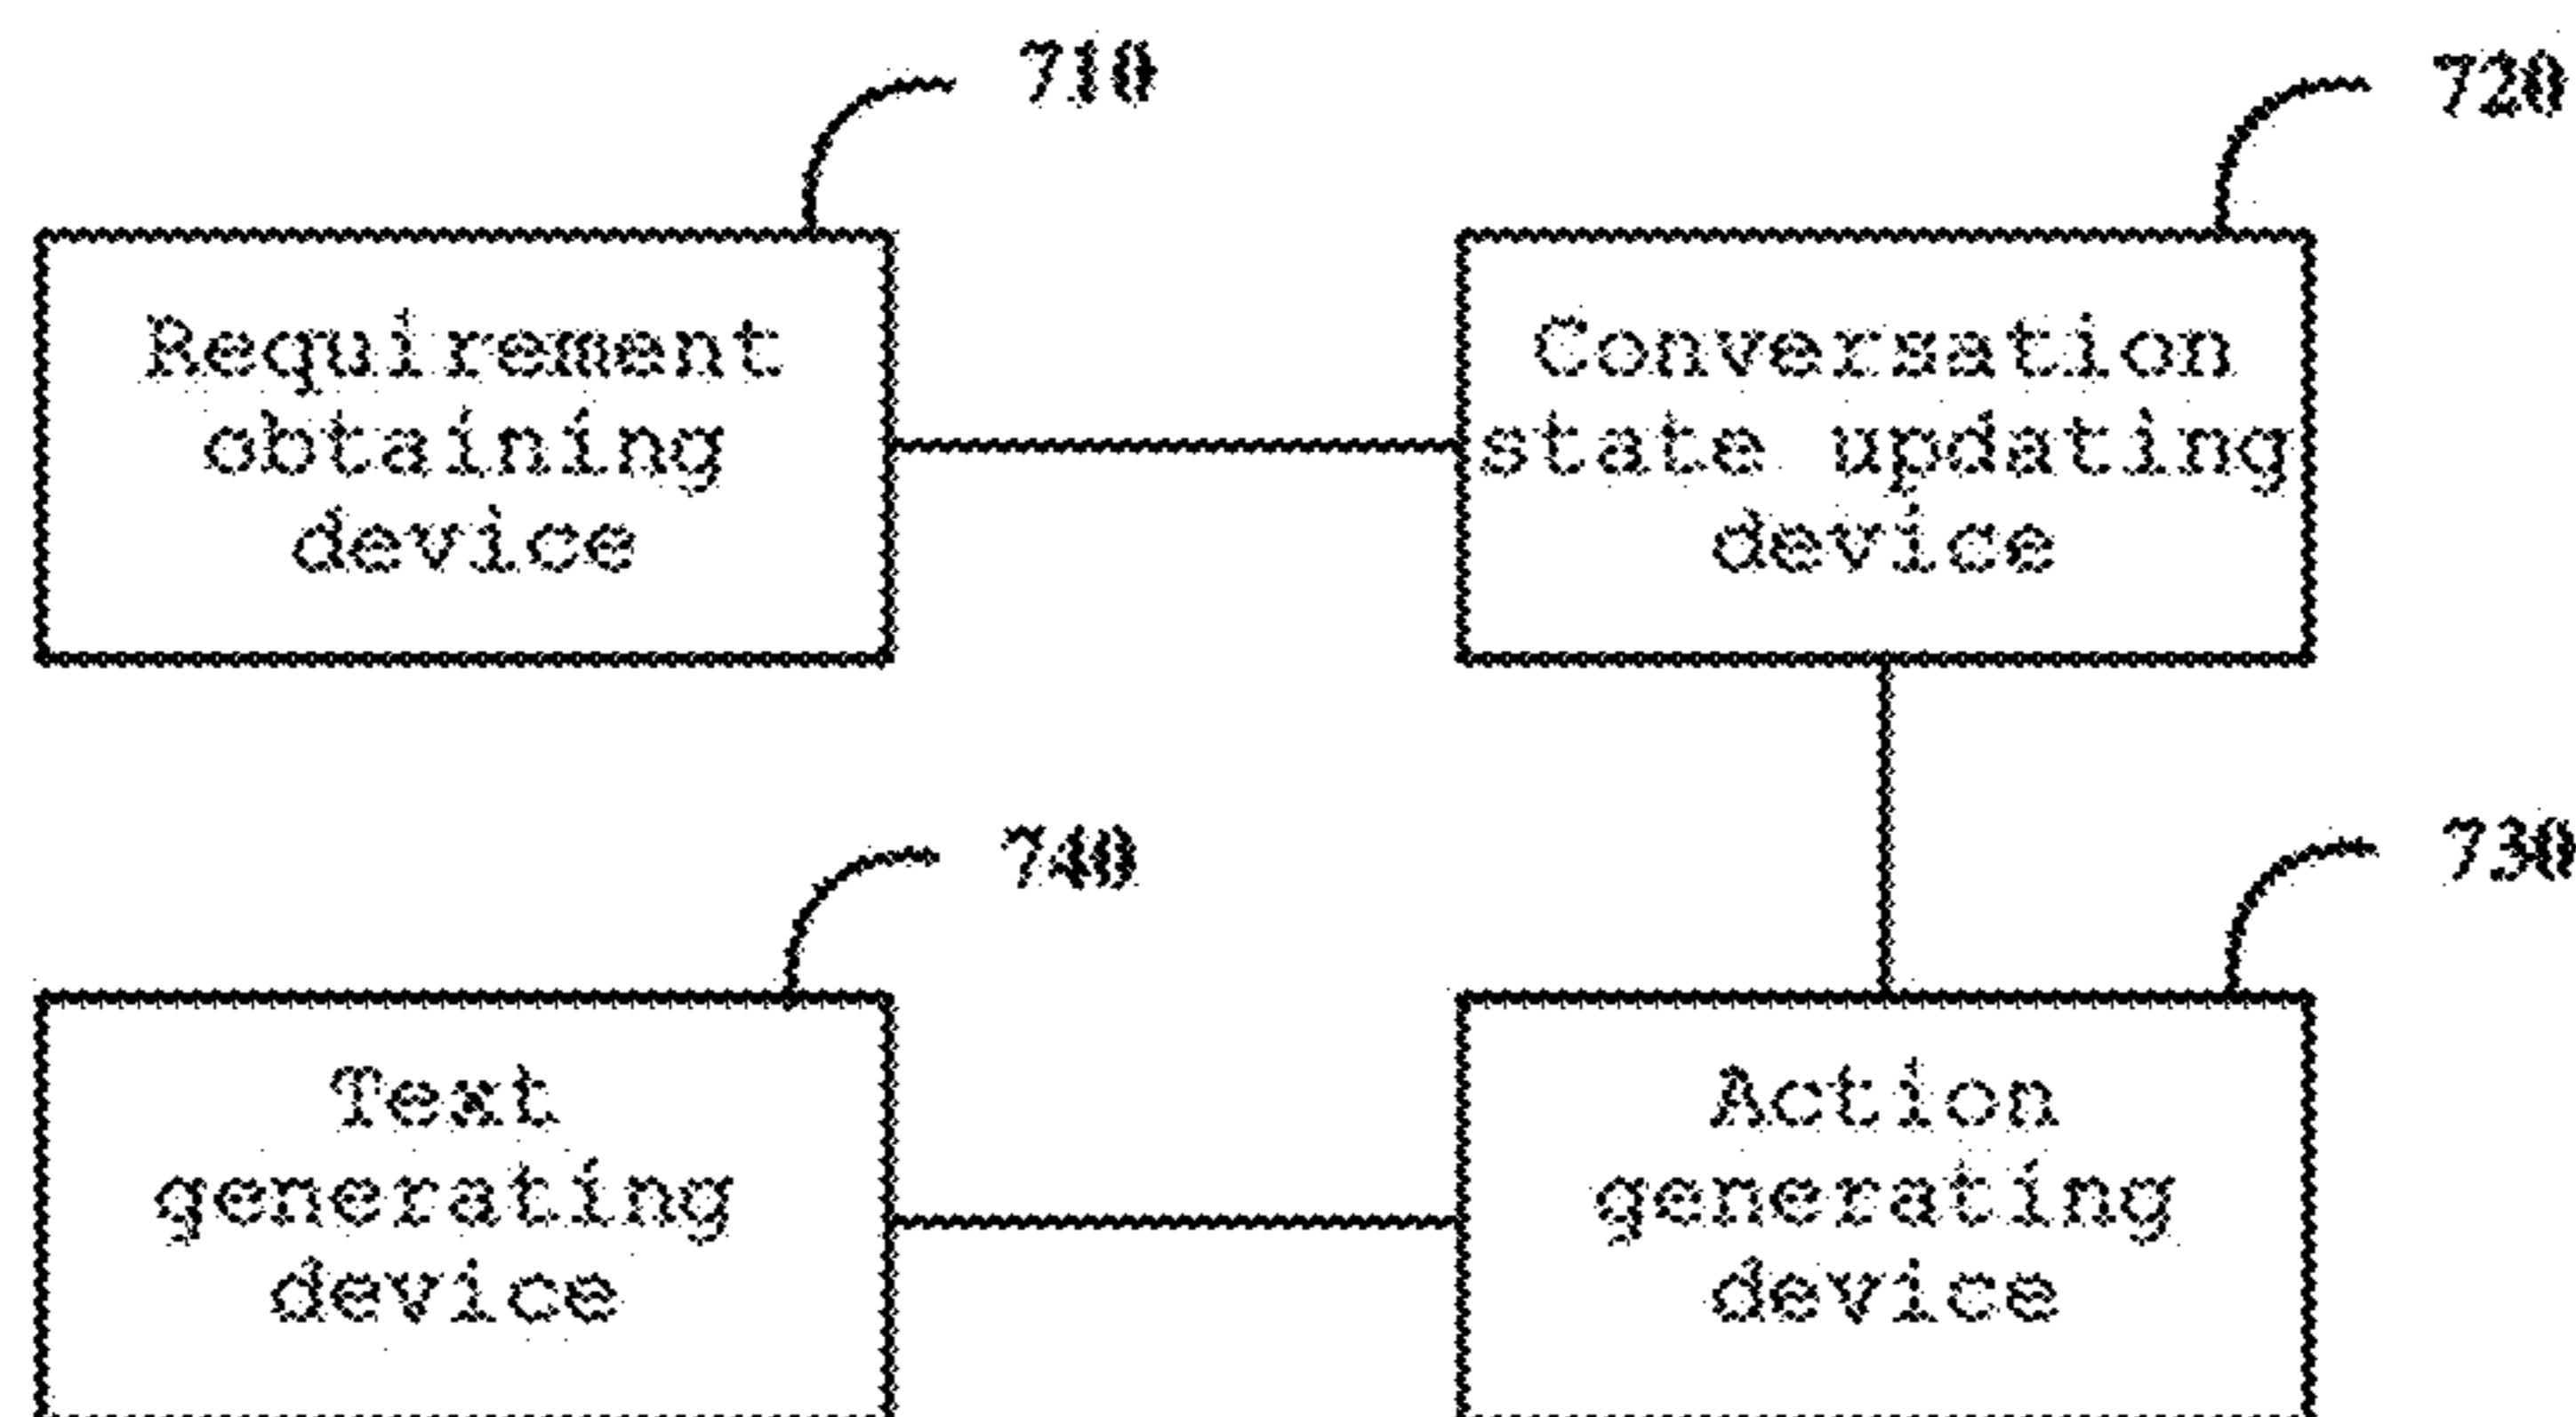 710
720
Requirement
obtaining
device
Conversation
state updating
device
740
730
Text
generating
device
Action
generating
device